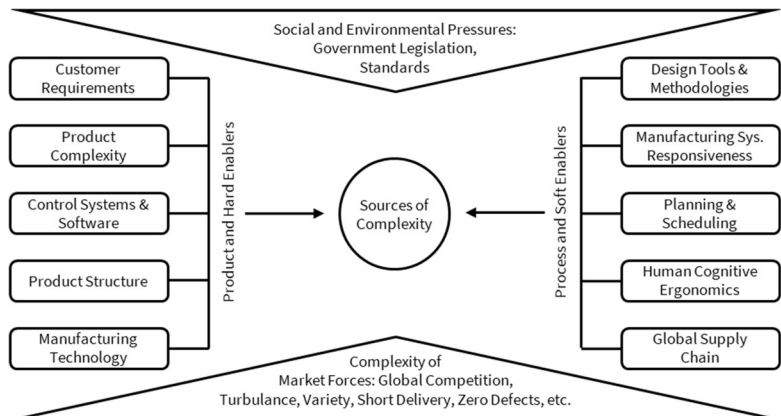 Social and Environmental Pressures:
Government Legislation,
Standards
Customer
Requirements
Product
Complexity
Control Systems &
Software
Product Structure
Manufacturing
Technology
Product and Hard Enablers
Sources of
Complexity
Process and Soft Enablers
Design Tools &
Methodologies
Manufacturing Sys.
Responsiveness
Planning &
Scheduling
Human Cognitive
Ergonomics
Global Supply
Chain
Complexity of
Market Forces: Global Competition,
Turbulance, Variety, Short Delivery, Zero Defects, etc.